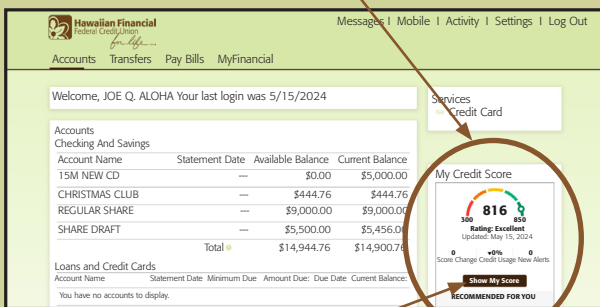 Hawaiian Financial
Federal Credit Union
for life...
Messages | Mobile | Activity | Settings | Log Out
Accounts Transfers Pay Bills MyFinancial
Welcome, JOE Q. ALOHA Your last login was 5/15/2024
Services
Credit Card
Accounts
Checking And Savings
Account Name Statement Date Available Balance Current Balance
15M NEW CD --- $0.00 $5,000.00
CHRISTMAS CLUB --- $444.76 $444.76
REGULAR SHARE --- $9,000.00 $9,000.00
SHARE DRAFT --- $5,500.00 $5,456.00
Total $14,944.76 $14,900.76
Loans and Credit Cards
Account Name Statement Date Minimum Due Amount Due: Due Date Current Balance:
You have no accounts to display.
My Credit Score
816
300 850
Rating: Excellent
Updated: May 15, 2024
0 ▾0% 0
Score Change Credit Usage New Alerts
Show My Score
RECOMMENDED FOR YOU